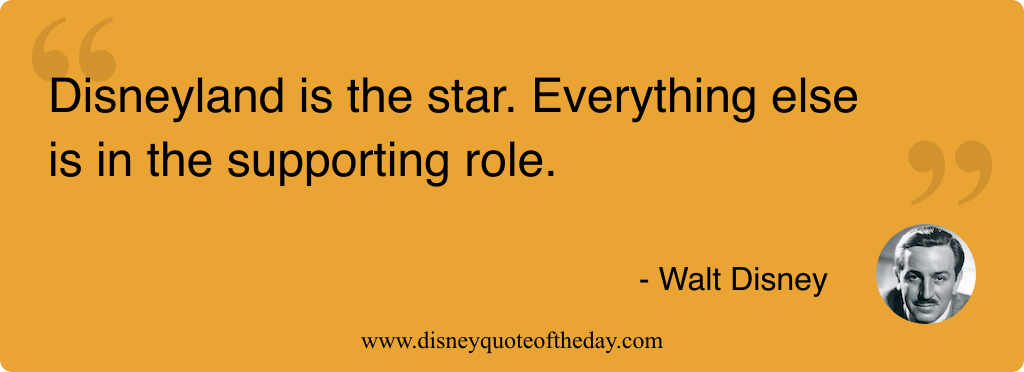 Disneyland is the star. Everything else
is in the supporting role.
- Walt Disney
www.disneyquoteoftheday.com